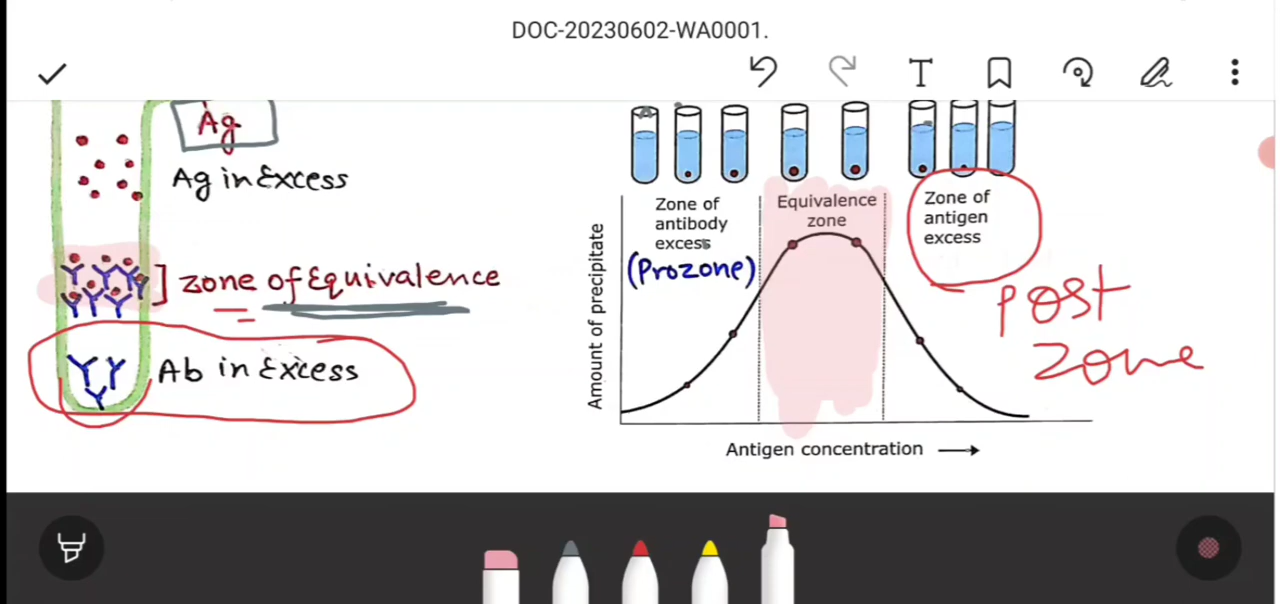 DOC-20230602-WA0001.
T
Ag
Ag in Excess
zone of Equivalence
Ab in Excess
Zone of
antibody
excess
(Prozone)
Equivalence
zone
Zone of
antigen
excess
Post
Zone
Amount of precipitate
Antigen concentration